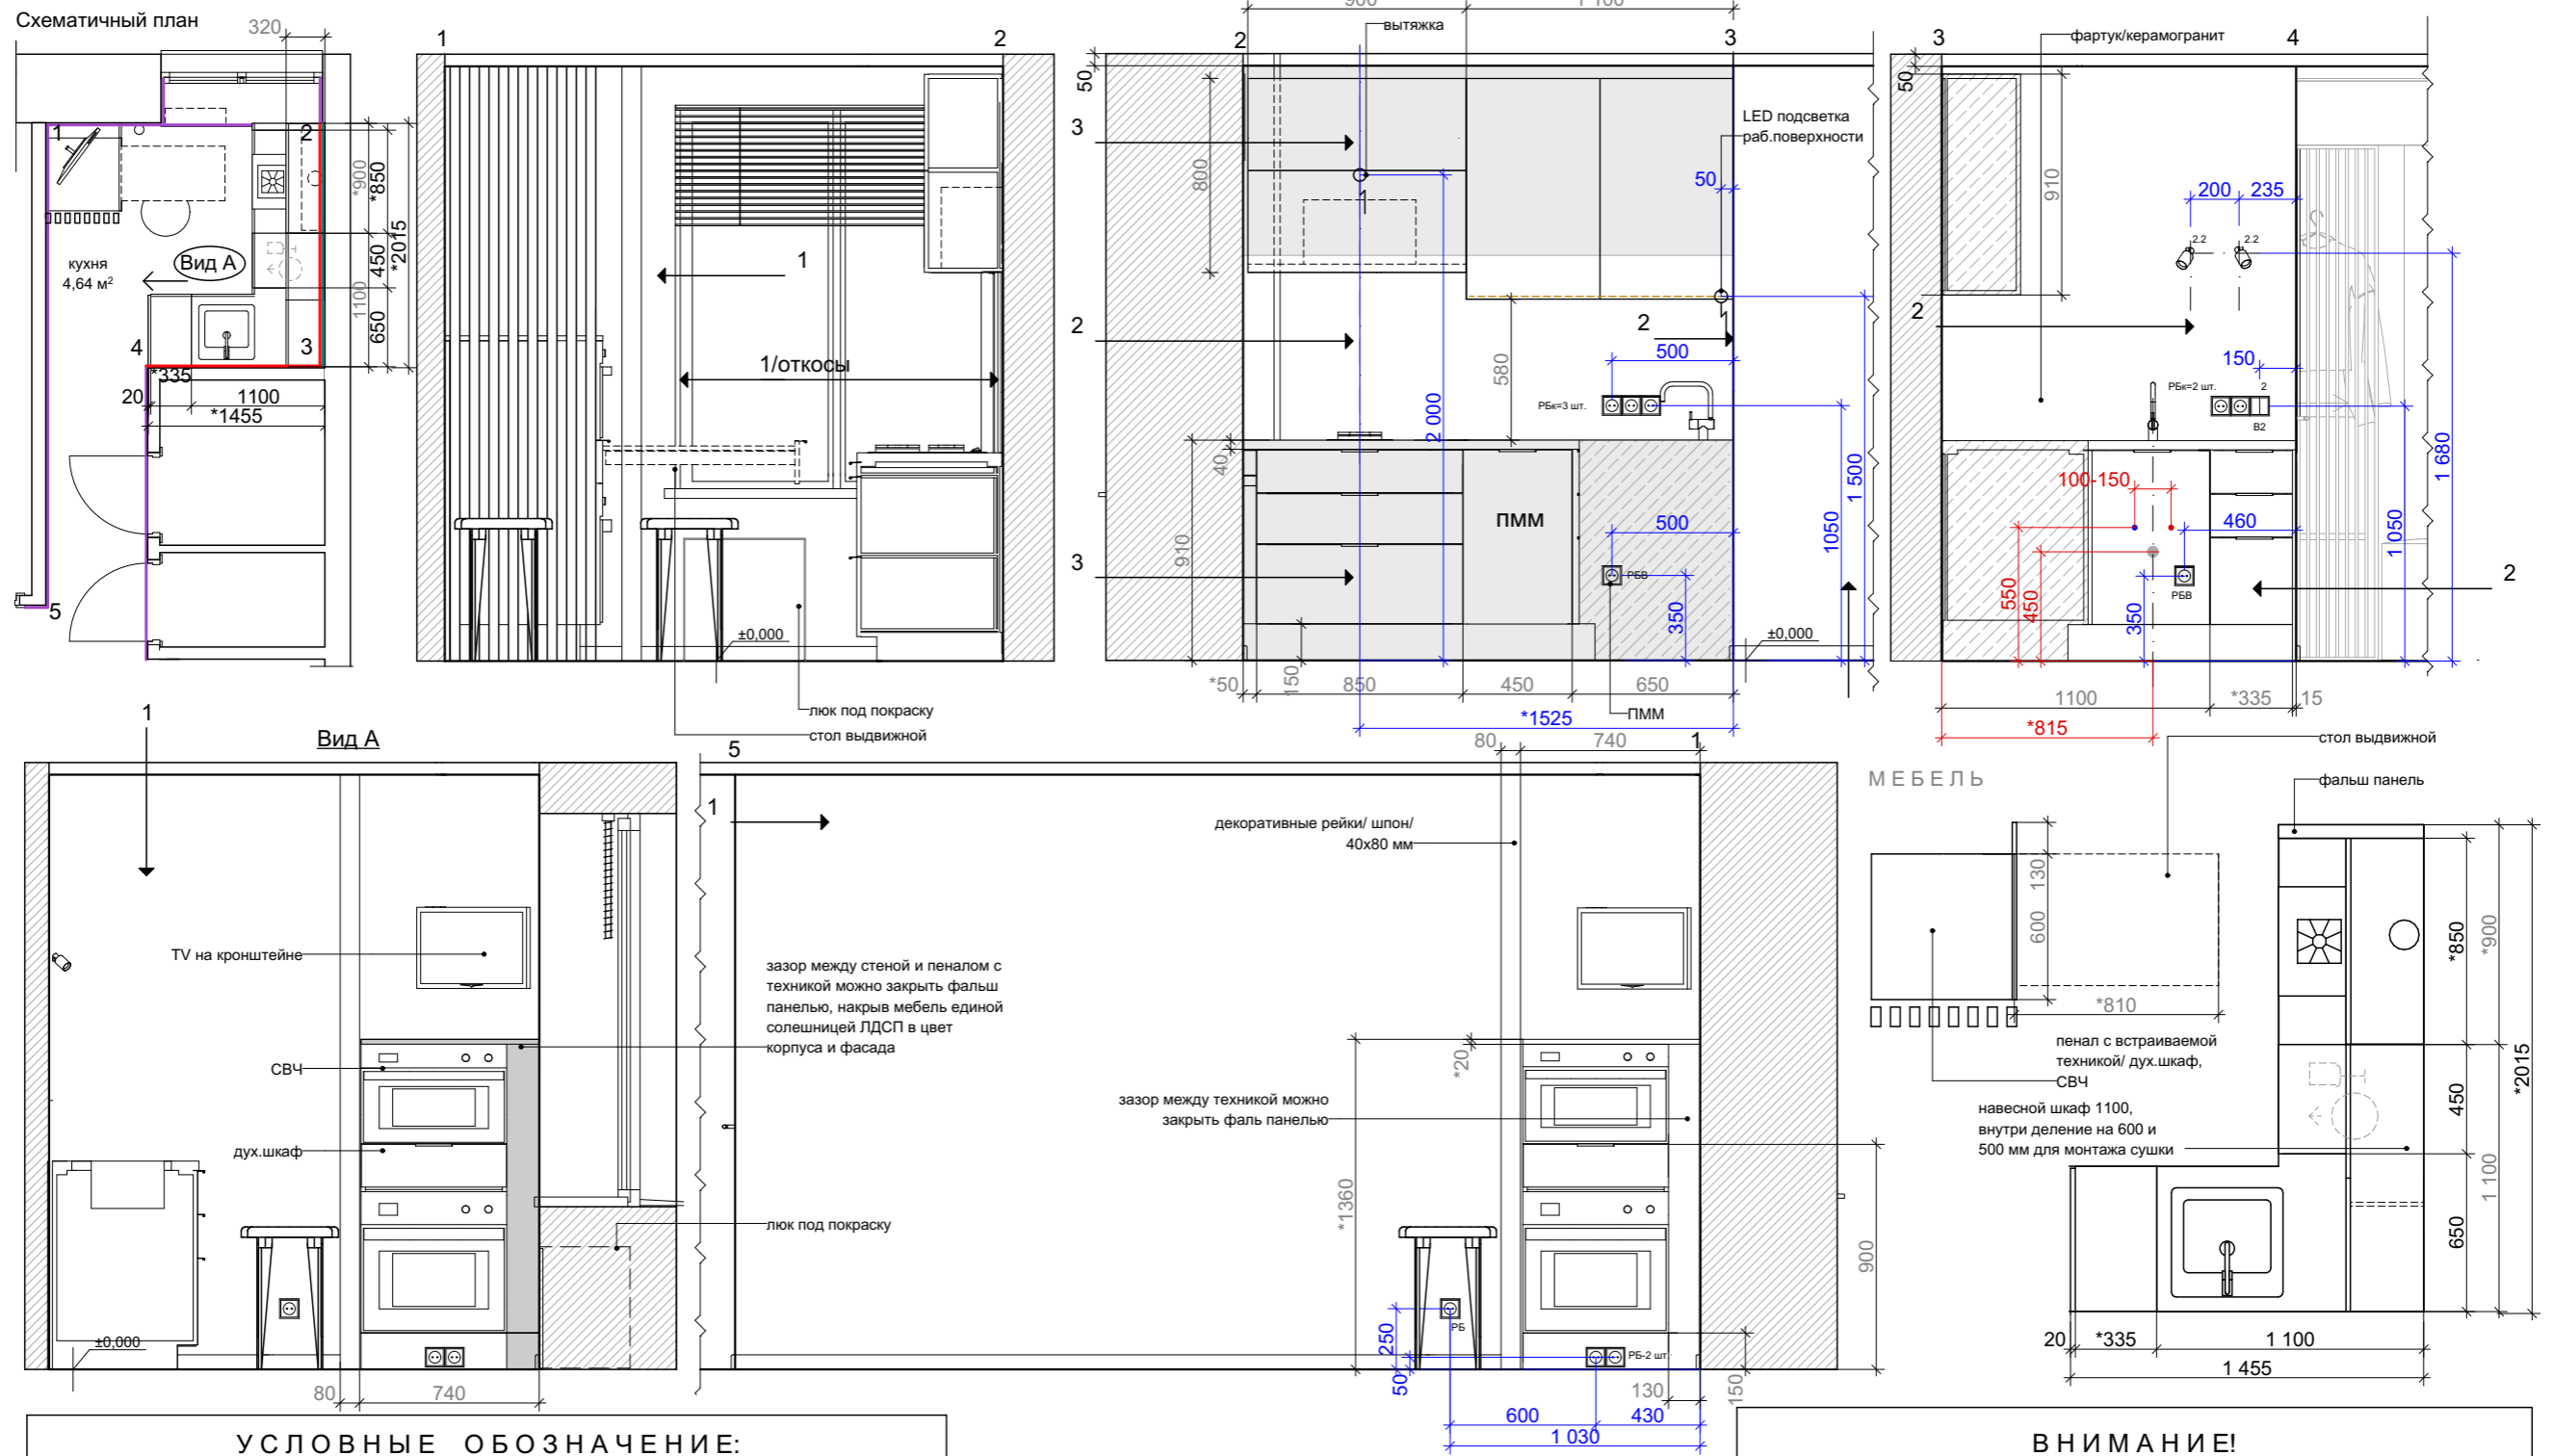 Схематичный план
320
1
2
*900
*850
450
*2015
1100
650
кухня
4,64 м²
Вид А
4
3
*335
20
1100
*1455
5
1
2
1
1/откосы
±0,000
люк под покраску
стол выдвижной
900
1 100
вытяжка
2
3
50
3
800
1
LED подсветка
раб.поверхности
50
2
2
500
580
2 000
РБк=3 шт.
40
910
ПММ
500
3
РБВ
350
1050
1 500
±0,000
150
*50
850
450
650
ПММ
*1525
3
фартук/керамогранит
4
50
910
200
235
2.2
2.2
2
150
РБк=2 шт.
2
В2
100-150
460
550
450
350
РБВ
1 050
1 680
2
1100
*335
15
*815
1
Вид А
TV на кронштейне
СВЧ
дух.шкаф
±0,000
80
740
зазор между стеной и пеналом с
техникой можно закрыть фальш
панелью, накрыв мебель единой
солешницей ЛДСП в цвет
корпуса и фасада
люк под покраску
5
80
740
1
1
декоративные рейки/ шпон/
40х80 мм
*20
зазор между техникой можно
закрыть фаль панелью
*1360
900
250
50
РБ
РБ-2 шт.
130
150
600
430
1 030
МЕБЕЛЬ
стол выдвижной
фальш панель
130
600
*810
пенал с встраиваемой
техникой/ дух.шкаф,
СВЧ
навесной шкаф 1100,
внутри деление на 600 и
500 мм для монтажа сушки
*850
*900
450
*2015
1 100
650
20
*335
1 100
1 455
УСЛОВНЫЕ ОБОЗНАЧЕНИЕ:
ВНИМАНИЕ!